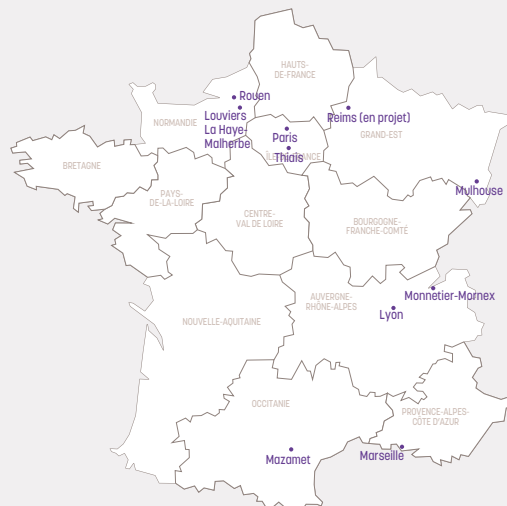 HAUTS-
DE-FRANCE
Rouen
Louviers
La Haye-
Malherbe
NORMANDIE
Reims (en projet)
GRAND-EST
Paris
ÎLE-DE-FRANCE
Thiais
BRETAGNE
PAYS-
DE-LA-LOIRE
Mulhouse
CENTRE-
VAL DE LOIRE
BOURGOGNE-
FRANCHE-COMTÉ
Monnetier-Mornex
AUVERGNE-
RHÔNE-ALPES
Lyon
NOUVELLE-AQUITAINE
OCCITANIE
PROVENCE-ALPES-
CÔTE D'AZUR
Mazamet
Marseille